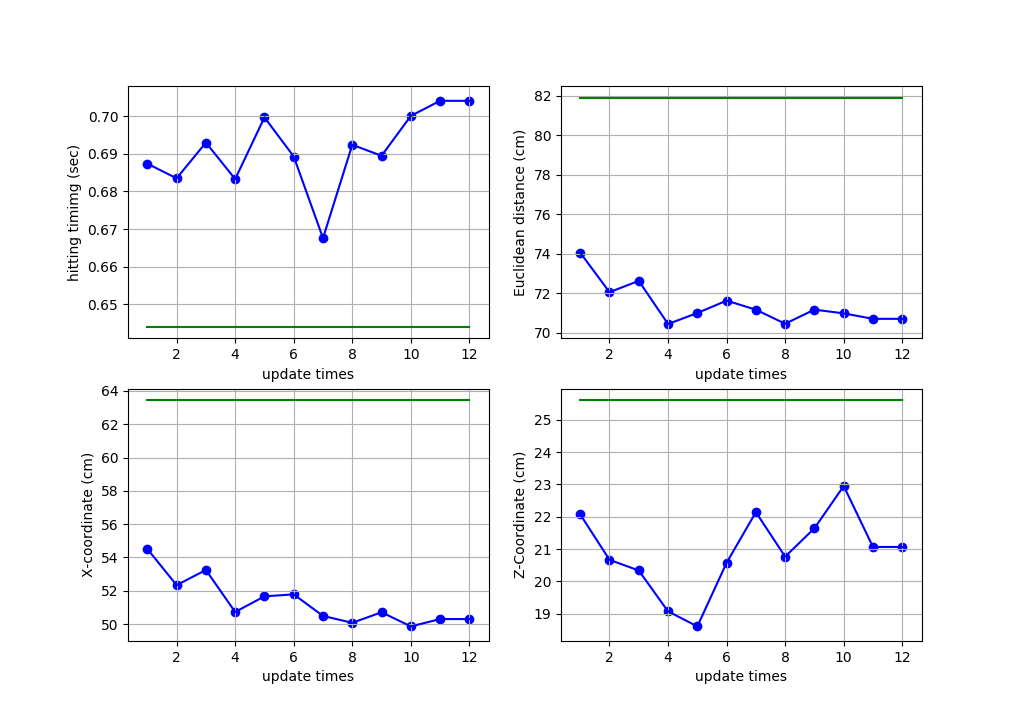 0.70
0.69
0.68
0.67
0.66
0.65
hitting timimg (sec)
2 4 6 8 10 12
update times
82
80
78
76
74
72
70
Euclidean distance (cm)
2 4 6 8 10 12
update times
64
62
60
58
56
54
52
50
X-coordinate (cm)
2 4 6 8 10 12
update times
25
24
23
22
21
20
19
Z-Coordinate (cm)
2 4 6 8 10 12
update times